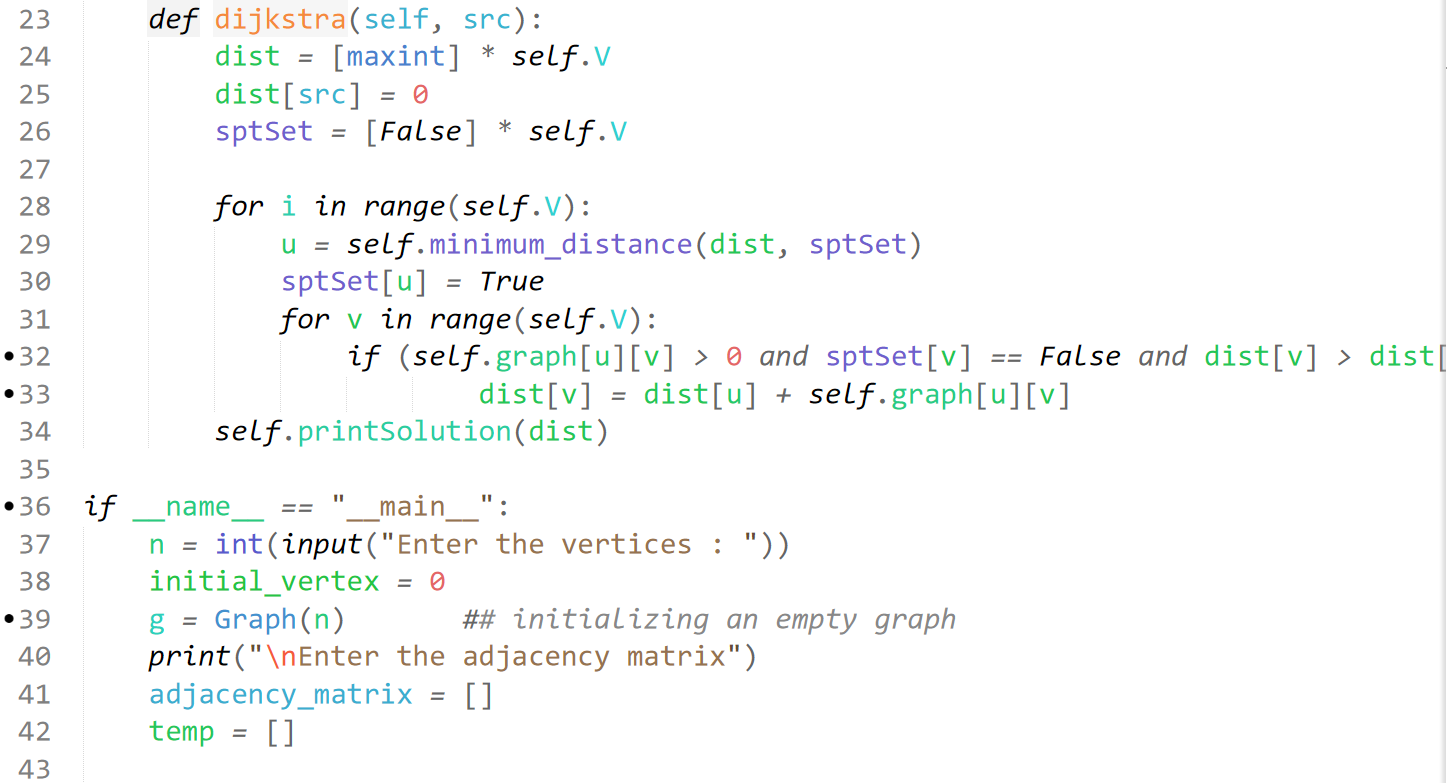 23 def dijkstra(self, src):
24 dist = [maxint] * self.V
25 dist[src] = 0
26 sptSet = [False] * self.V
27
28 for i in range(self.V):
29 u = self.minimum_distance(dist, sptSet)
30 sptSet[u] = True
31 for v in range(self.V):
•32 if (self.graph[u][v] > 0 and sptSet[v] == False and dist[v] > dist[
•33 dist[v] = dist[u] + self.graph[u][v]
34 self.printSolution(dist)
35
•36 if __name__ == "__main__":
37 n = int(input("Enter the vertices : "))
38 initial_vertex = 0
•39 g = Graph(n) ## initializing an empty graph
40 print("\nEnter the adjacency matrix")
41 adjacency_matrix = []
42 temp = []
43